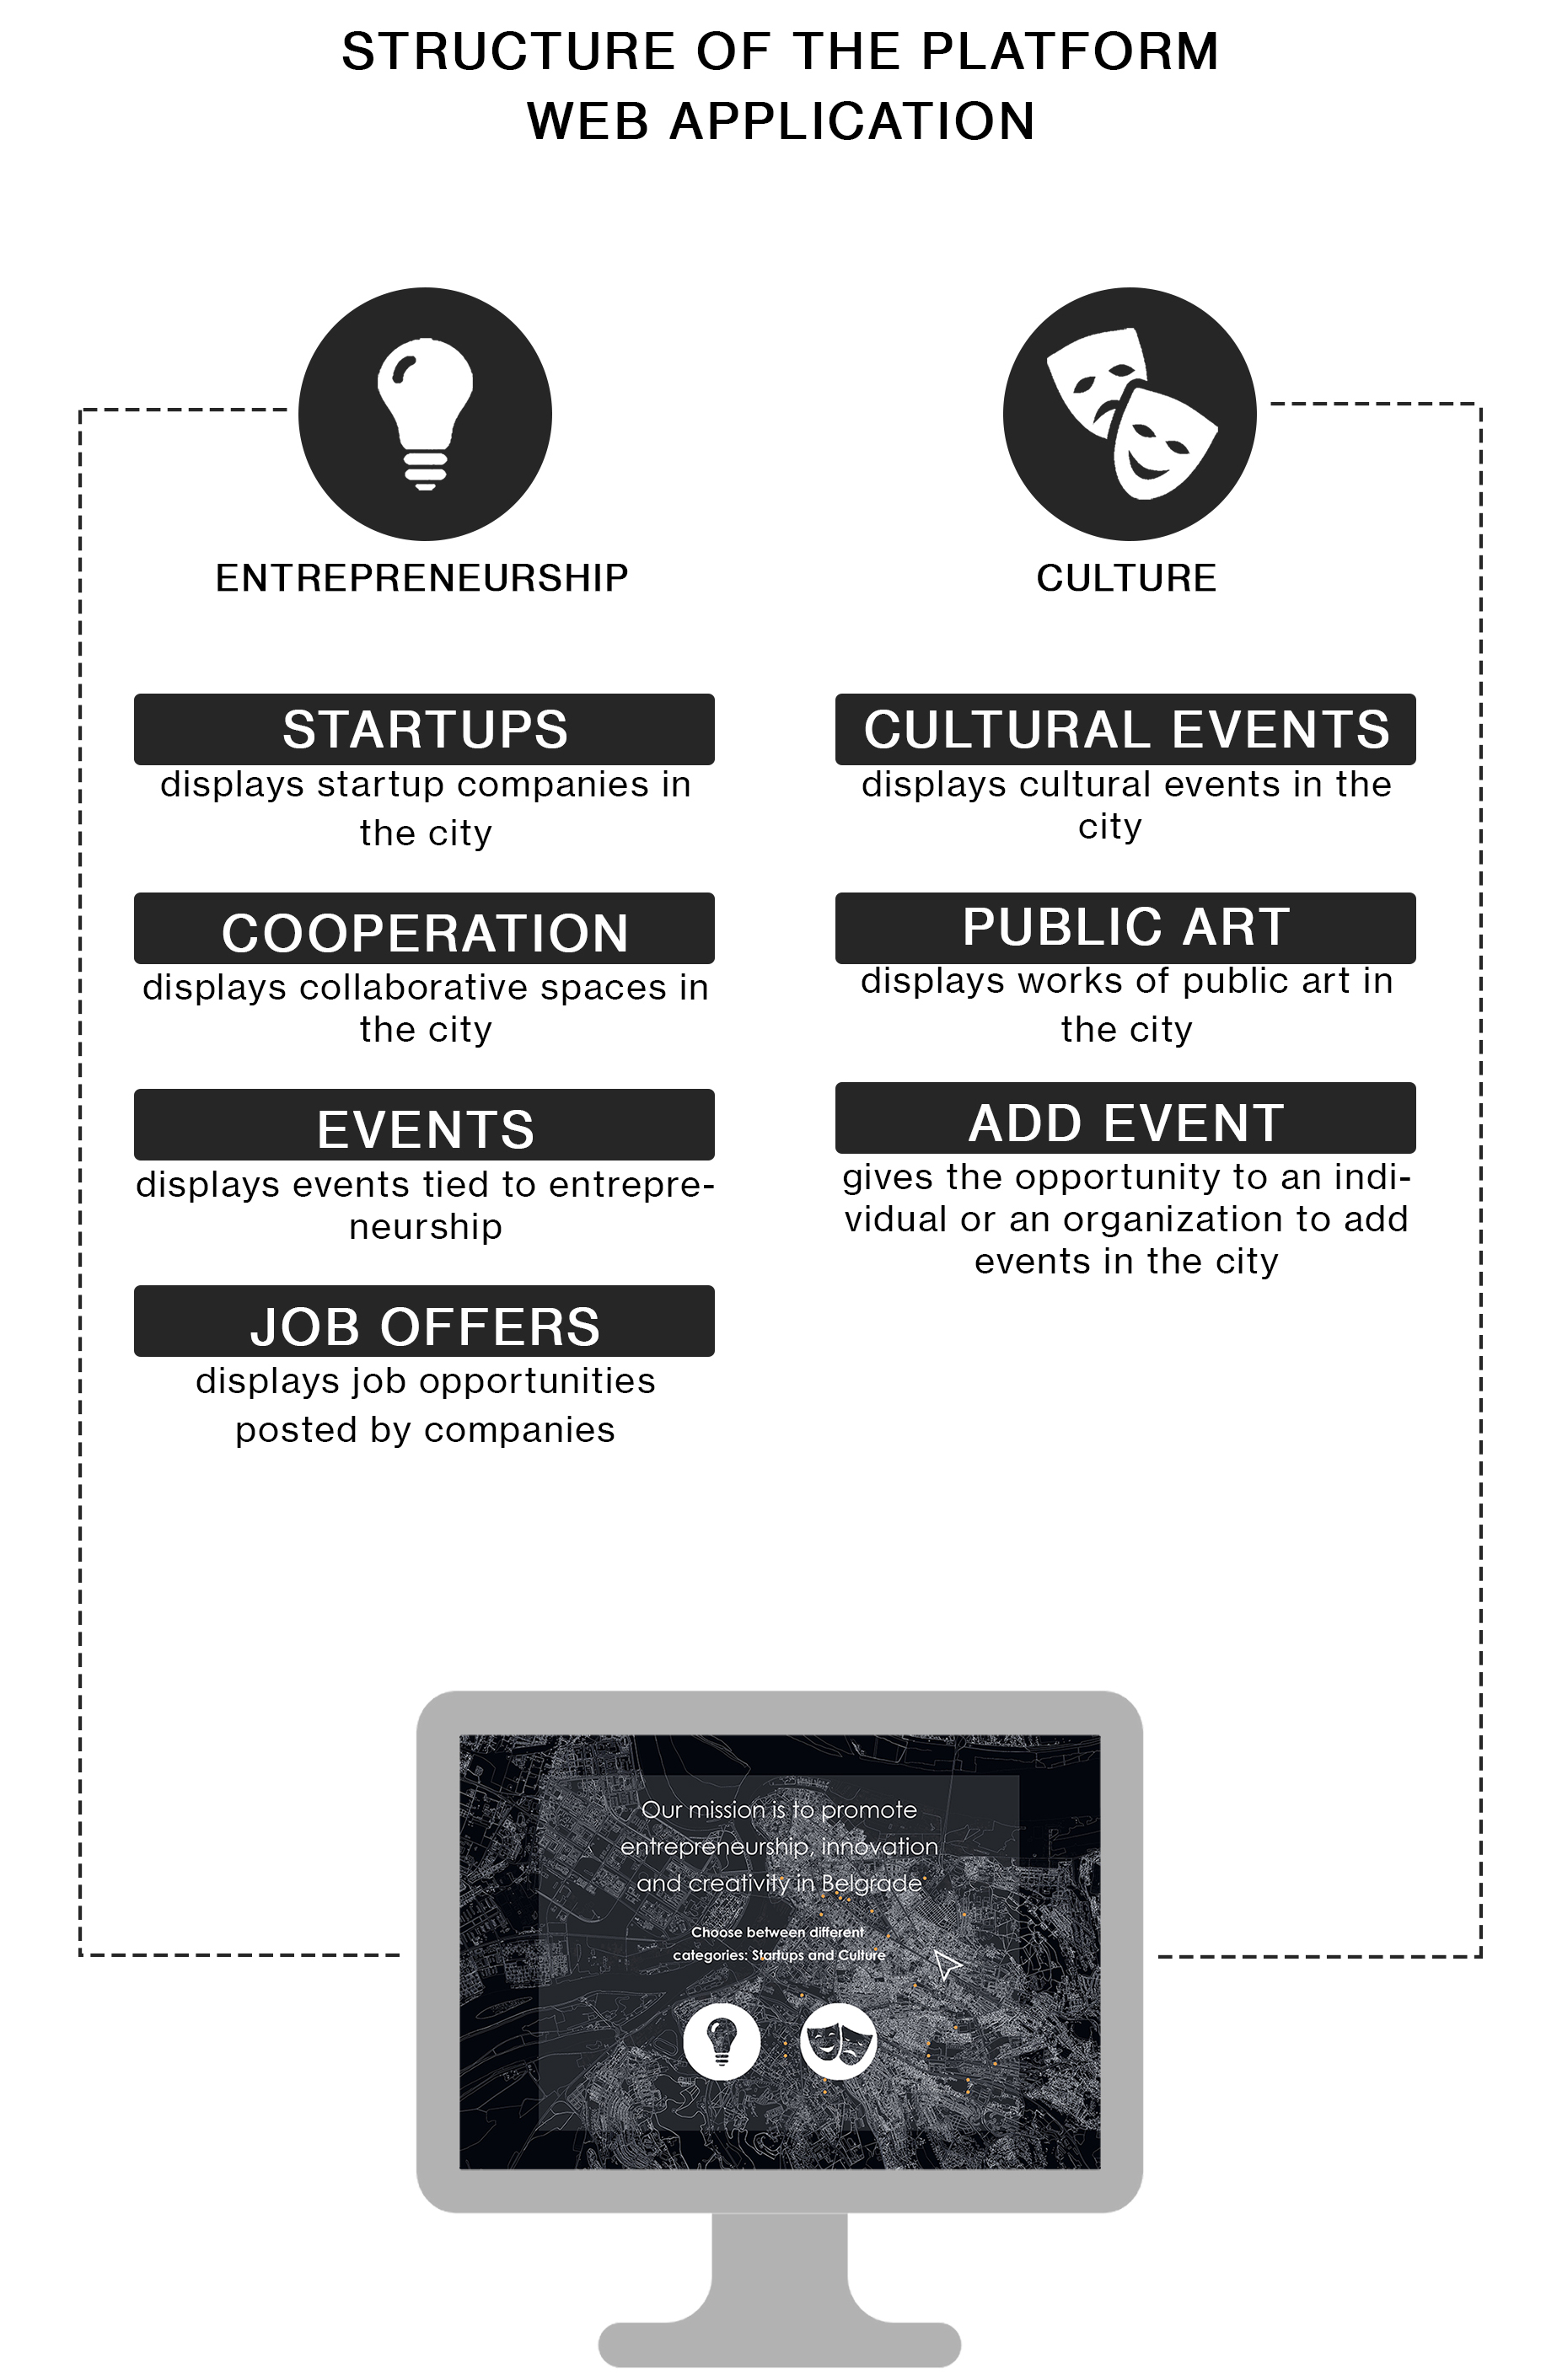 STRUCTURE OF THE PLATFORM
WEB APPLICATION
ENTREPRENEURSHIP
STARTUPS
displays startup companies in
the city
COOPERATION
displays collaborative spaces in
the city
EVENTS
displays events tied to entrepre-
neurship
JOB OFFERS
displays job opportunities
posted by companies
CULTURE
CULTURAL EVENTS
displays cultural events in the
city
PUBLIC ART
displays works of public art in
the city
ADD EVENT
gives the opportunity to an indi-
vidual or an organization to add
events in the city
Our mission is to promote
entrepreneurship, innovation
and creativity in Belgrade
Choose between different
categories: Startups and Culture